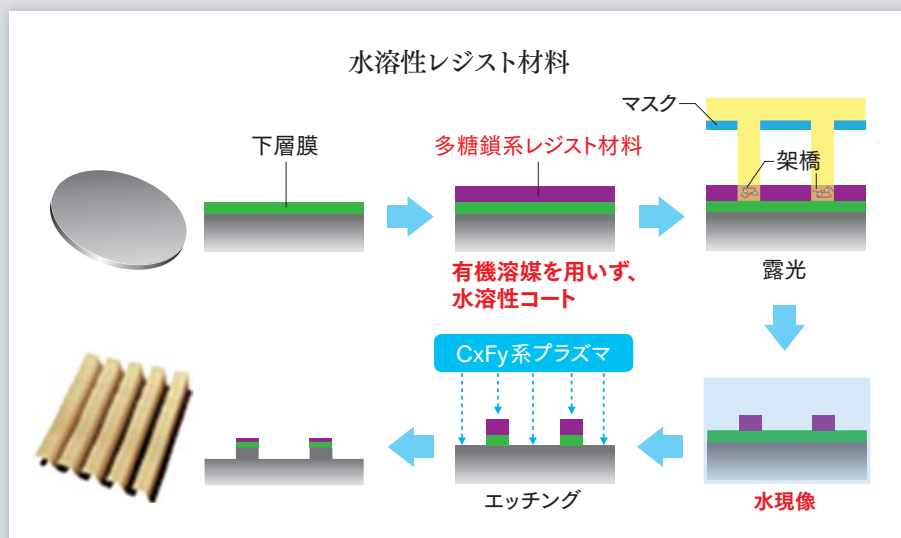 水溶性レジスト材料
マスク
下層膜
多糖鎖系レジスト材料
架橋
有機溶媒を用いず、
水溶性コート
露光
CxFy系プラズマ
エッチング
水現像